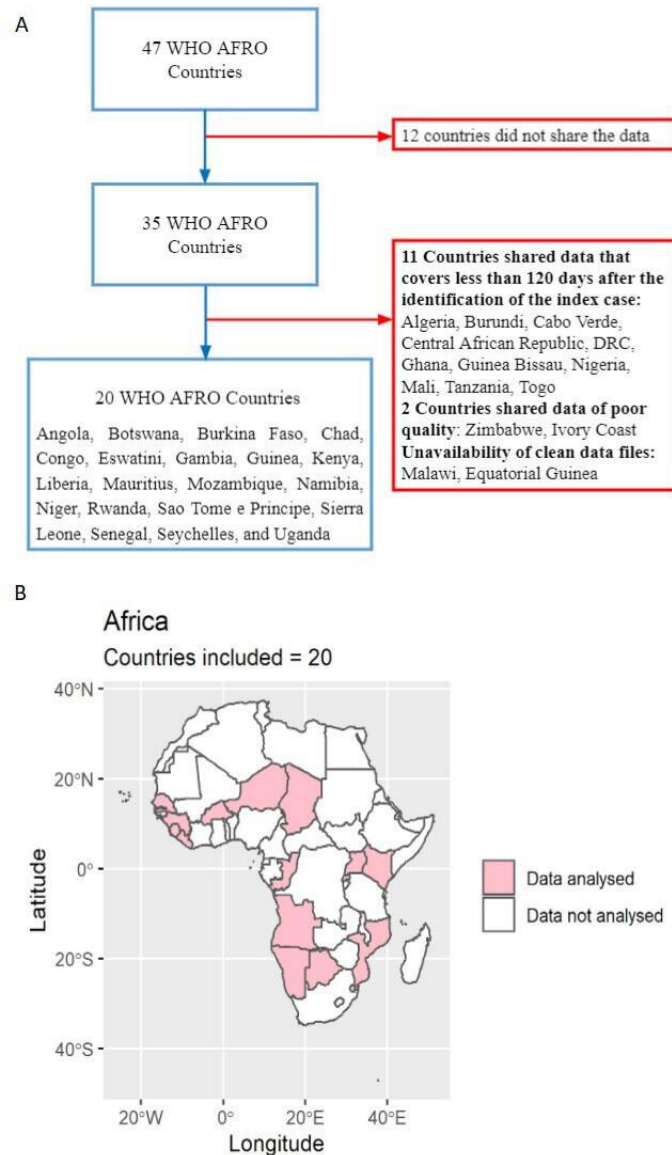 A
47 WHO AFRO
Countries
12 countries did not share the data
35 WHO AFRO
Countries
11 Countries shared data that
covers less than 120 days after the
identification of the index case:
Algeria, Burundi, Cabo Verde,
Central African Republic, DRC,
Ghana, Guinea Bissau, Nigeria,
Mali, Tanzania, Togo
2 Countries shared data of poor
quality: Zimbabwe, Ivory Coast
Unavailability of clean data files:
Malawi, Equatorial Guinea
20 WHO AFRO Countries
Angola, Botswana, Burkina Faso, Chad,
Congo, Eswatini, Gambia, Guinea, Kenya,
Liberia, Mauritius, Mozambique, Namibia,
Niger, Rwanda, Sao Tome e Principe, Sierra
Leone, Senegal, Seychelles, and Uganda
B
Africa
Countries included = 20
40°N
20°N
0°
20°S
40°S
Latitude
20°W
0°
20°E
40°E
Longitude
Data analysed
Data not analysed